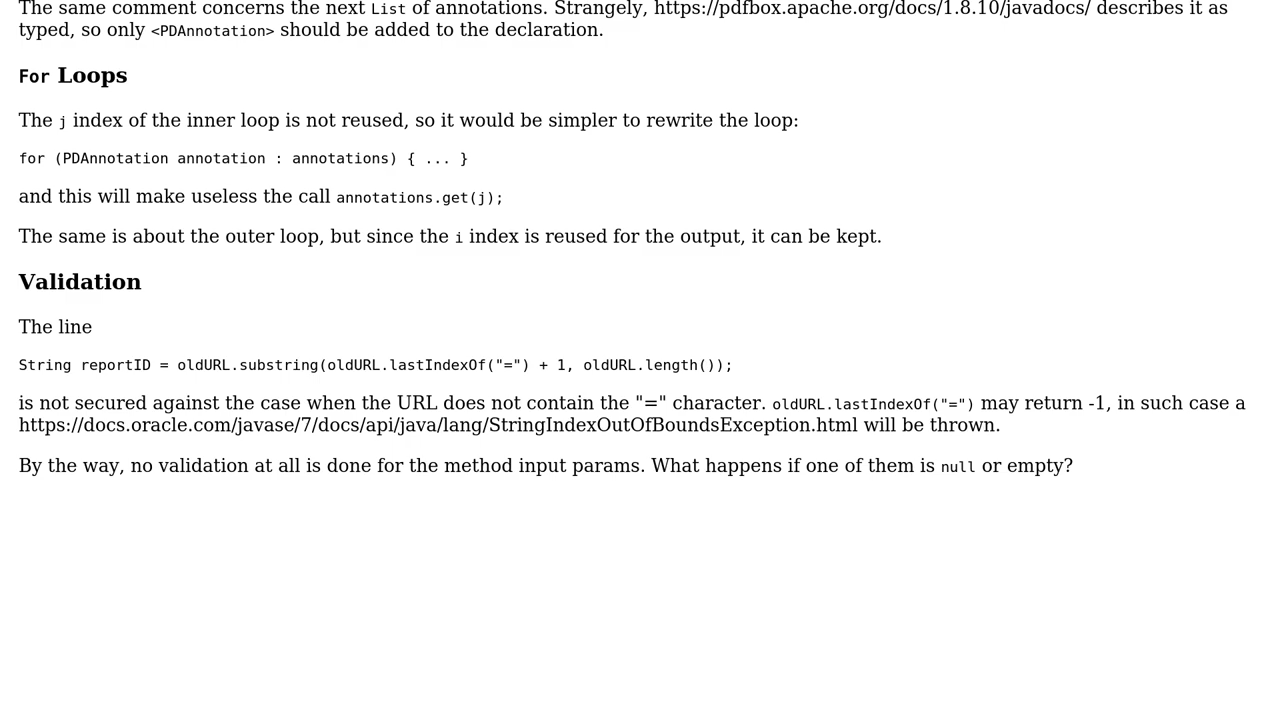 The same comment concerns the next List of annotations. Strangely, https://pdfbox.apache.org/docs/1.8.10/javadocs/ describes it as
typed, so only <PDAnnotation> should be added to the declaration.
For Loops
The j index of the inner loop is not reused, so it would be simpler to rewrite the loop:
for (PDAnnotation annotation : annotations) { ... }
and this will make useless the call annotations.get(j);
The same is about the outer loop, but since the i index is reused for the output, it can be kept.
Validation
The line
String reportID = oldURL.substring(oldURL.lastIndexOf("=") + 1, oldURL.length());
is not secured against the case when the URL does not contain the "=" character. oldURL.lastIndexOf("=") may return -1, in such case a
https://docs.oracle.com/javase/7/docs/api/java/lang/StringIndexOutOfBoundsException.html will be thrown.
By the way, no validation at all is done for the method input params. What happens if one of them is null or empty?